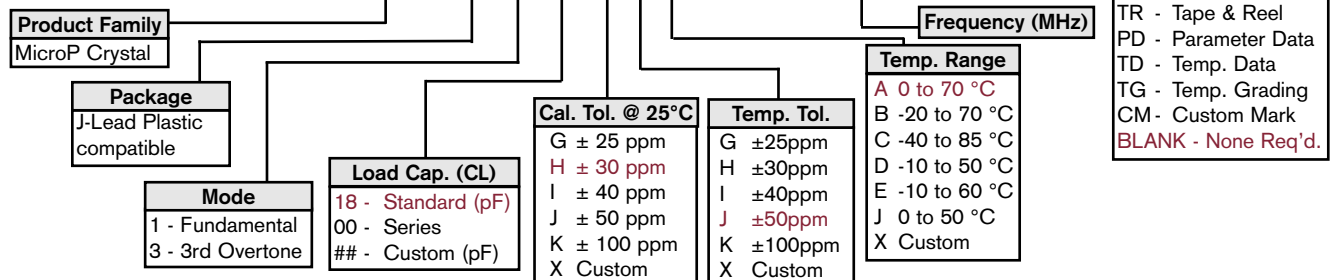 Product Family
MicroP Crystal
Package
J-Lead Plastic
compatible
Mode
1 - Fundamental
3 - 3rd Overtone
Load Cap. (CL)
18 - Standard (pF)
00 - Series
## - Custom (pF)
Cal. Tol. @ 25°C
G ± 25 ppm
H ± 30 ppm
I ± 40 ppm
J ± 50 ppm
K ± 100 ppm
X Custom
Temp. Tol.
G ±25ppm
H ±30ppm
I ±40ppm
J ±50ppm
K ±100ppm
X Custom
Temp. Range
A 0 to 70 °C
B -20 to 70 °C
C -40 to 85 °C
D -10 to 50 °C
E -10 to 60 °C
J 0 to 50 °C
X Custom
Frequency (MHz)
TR - Tape & Reel
PD - Parameter Data
TD - Temp. Data
TG - Temp. Grading
CM - Custom Mark
BLANK - None Req'd.